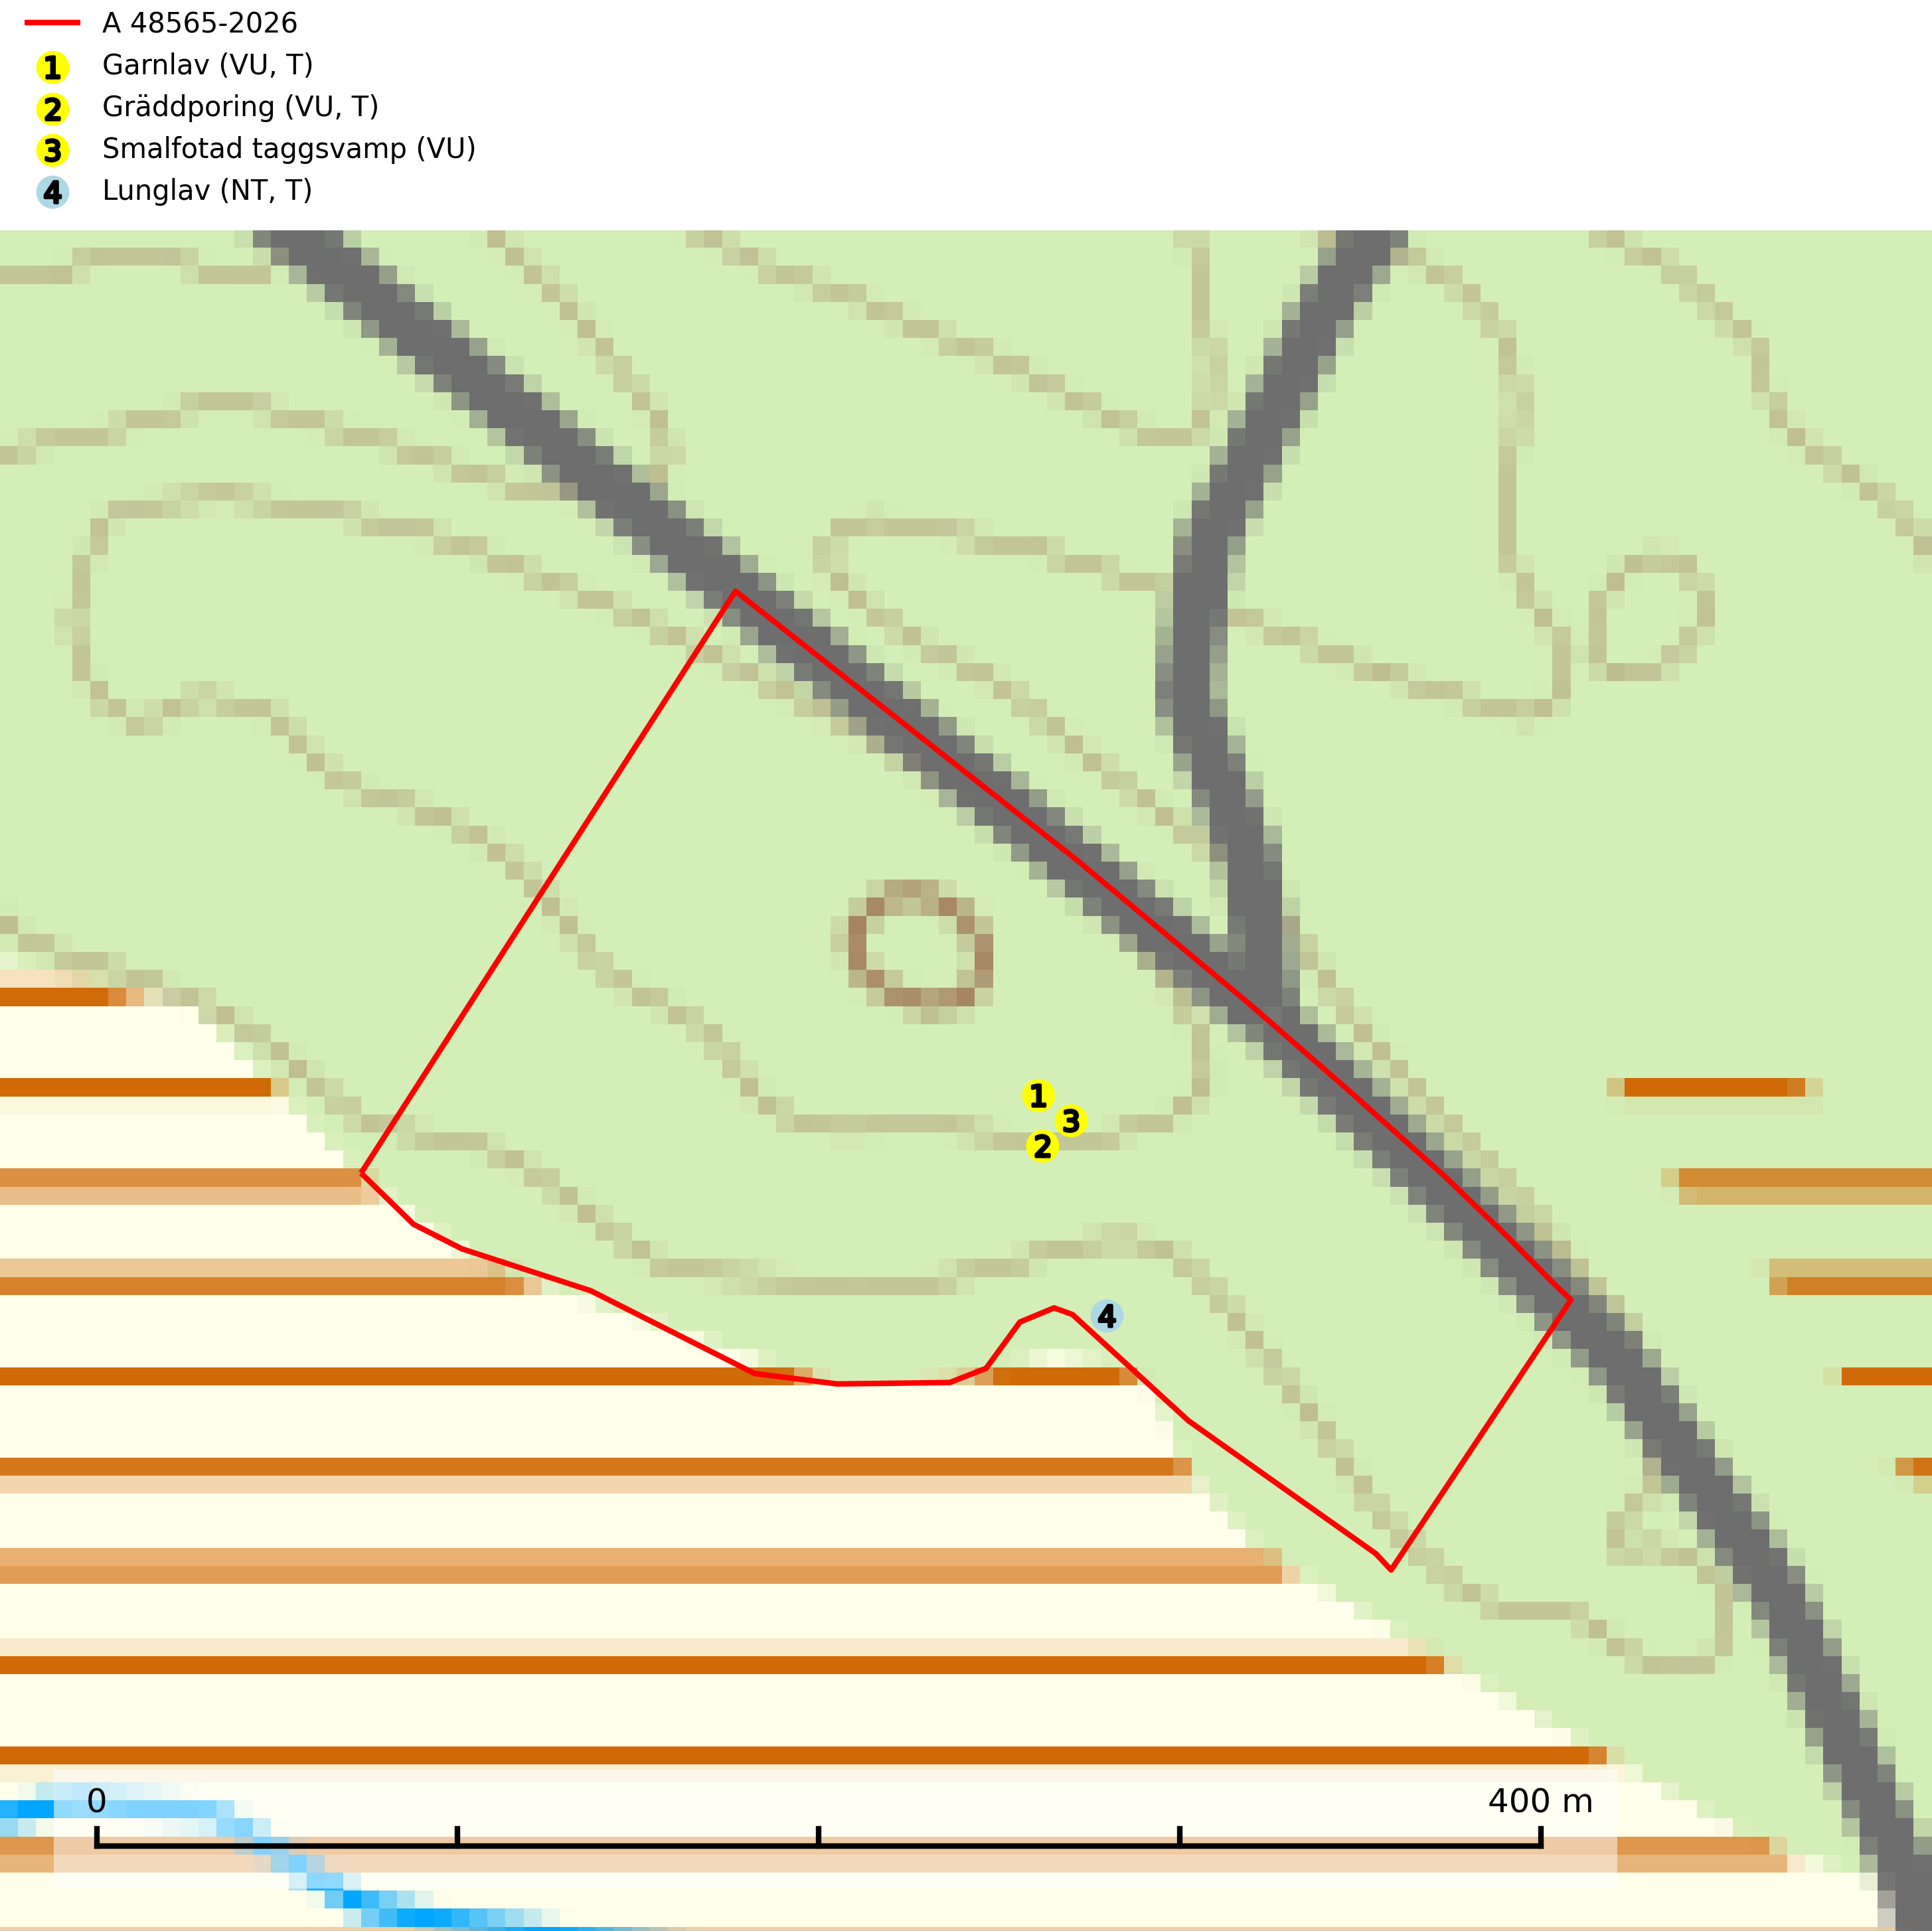 A 48565-2026
1 Garnlav (VU, T)
2 Gräddporing (VU, T)
3 Smalfotad taggsvamp (VU)
4 Lunglav (NT, T)
1
3
2
4
0 400 m